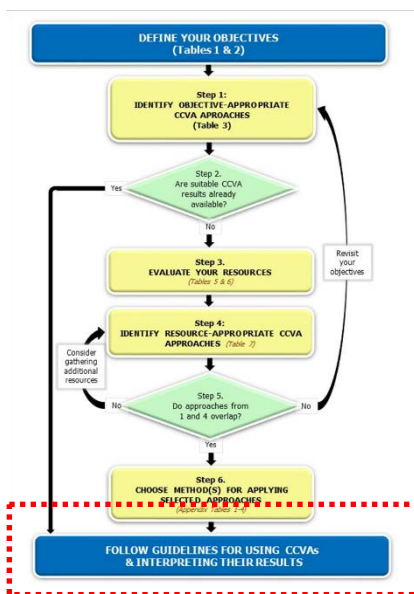 DEFINE YOUR OBJECTIVES
(Tables 1 & 2)
Step 1:
IDENTIFY OBJECTIVE-APPROPRIATE
CCVA APROACHES
(Table 3)
Step 2.
Are suitable CCVA
results already
available?
Yes
No
Step 3.
EVALUATE YOUR RESOURCES
(Tables 5 & 6)
Revisit
your
objectives
Step 4:
IDENTIFY RESOURCE-APPROPRIATE CCVA
APPROACHES (Table 7)
Consider
gathering
additional
resources
Step 5.
Do approaches from
1 and 4 overlap?
No
No
Yes
Step 6.
CHOOSE METHOD(S) FOR APPLYING
SELECTED APPROACHES
(Appendix Tables 1-4)
FOLLOW GUIDELINES FOR USING CCVAs
& INTERPRETING THEIR RESULTS